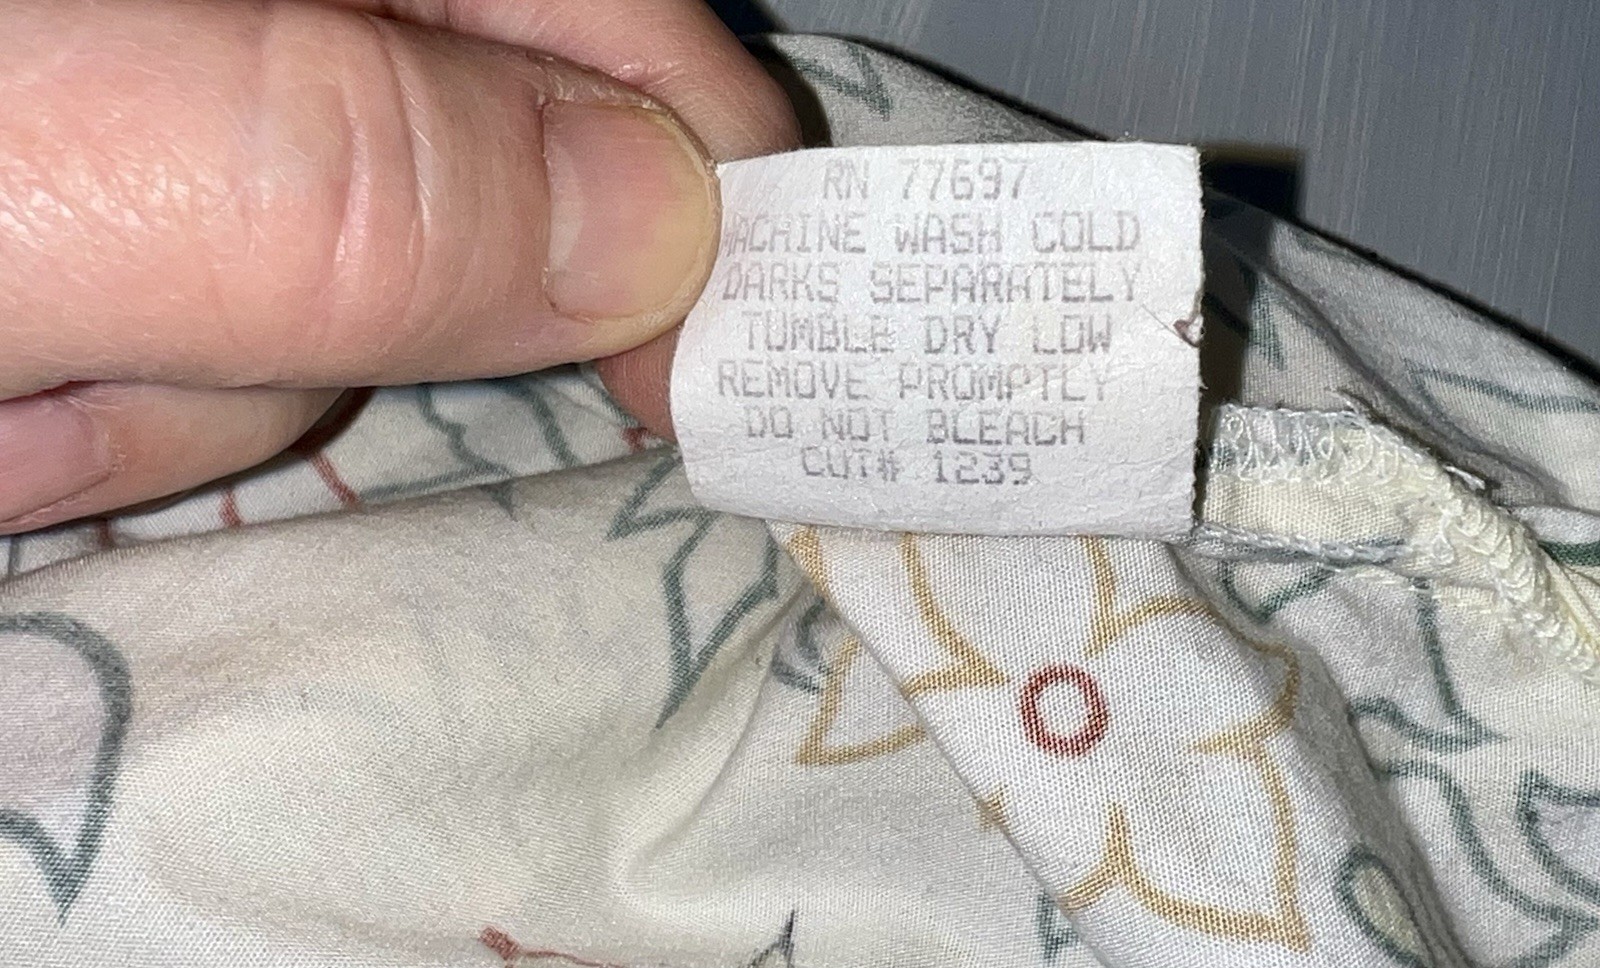 RN 77697
MACHINE WASH COLD
DARKS SEPARATELY
TUMBLE DRY LOW
REMOVE PROMPTLY
DO NOT BLEACH
CUT# 1239